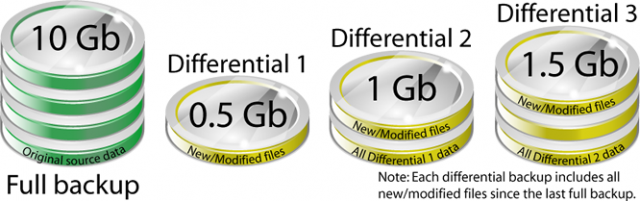 10 Gb
Original source data
Full backup
Differential 1
0.5 Gb
New/Modified files
Differential 2
1 Gb
New/Modified files
All Differential 1 data
Differential 3
1.5 Gb
New/Modified files
All Differential 2 data
Note: Each differential backup includes all
new/modified files since the last full backup.